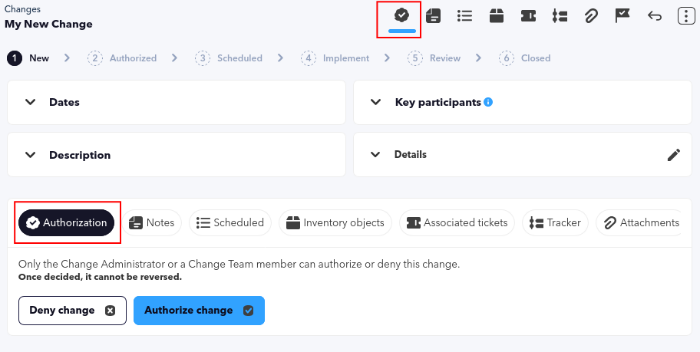 Changes
My New Change
1 New 2 Authorized 3 Scheduled 4 Implement 5 Review 6 Closed
Dates
Key participants
Description
Details
Authorization Notes Scheduled Inventory objects Associated tickets Tracker Attachments
Only the Change Administrator or a Change Team member can authorize or deny this change.
Once decided, it cannot be reversed.
Deny change Authorize change